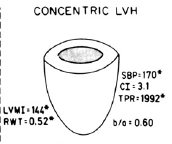 CONCENTRIC LVH
SBP=170*
CI = 3.1
TPR=1992*
LVMI=144*
RWT=0.52*
b/a = 0.60